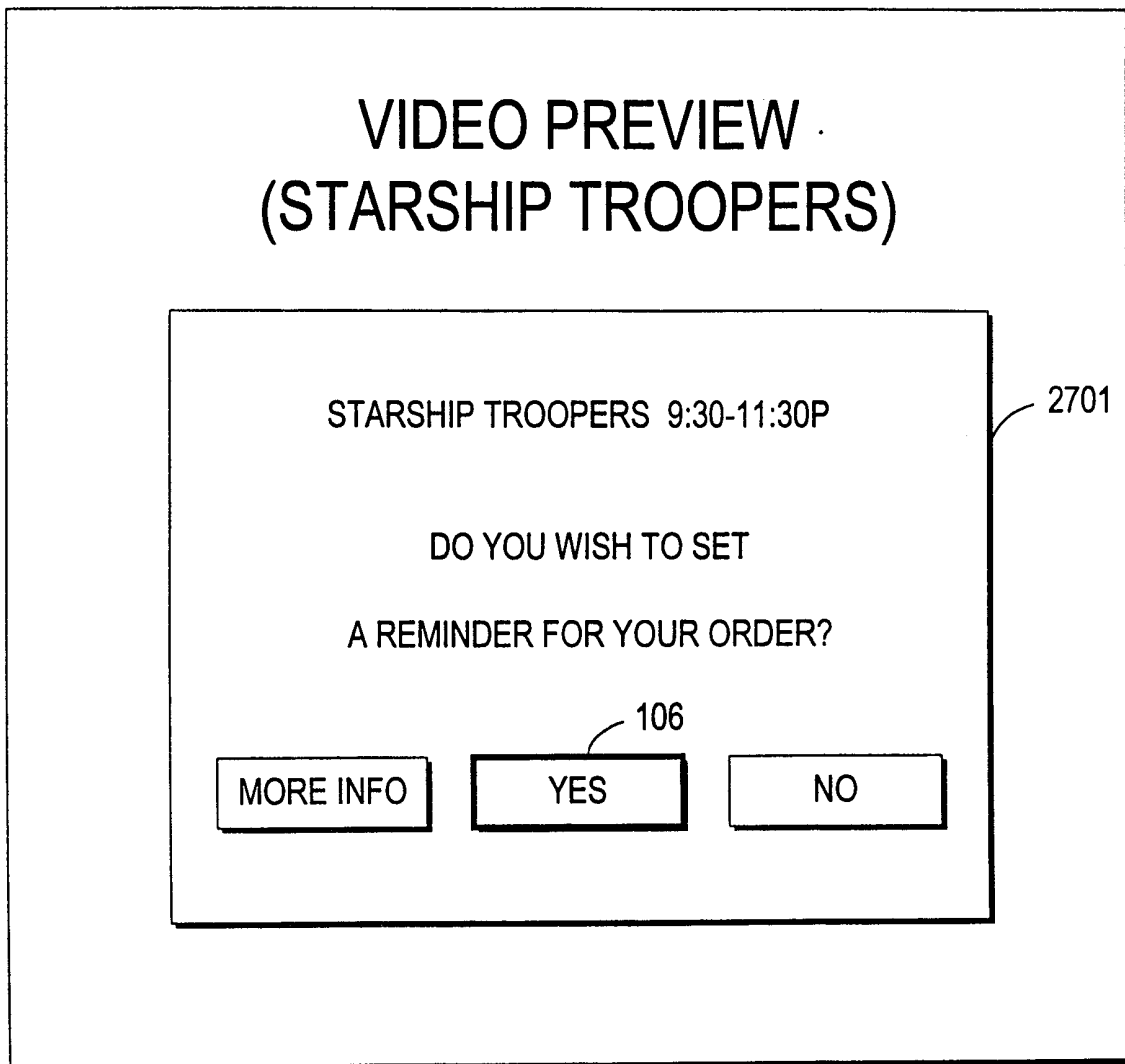 VIDEO PREVIEW
(STARSHIP TROOPERS)
STARSHIP TROOPERS 9:30-11:30P
2701
DO YOU WISH TO SET
A REMINDER FOR YOUR ORDER?
106
MORE INFO YES NO